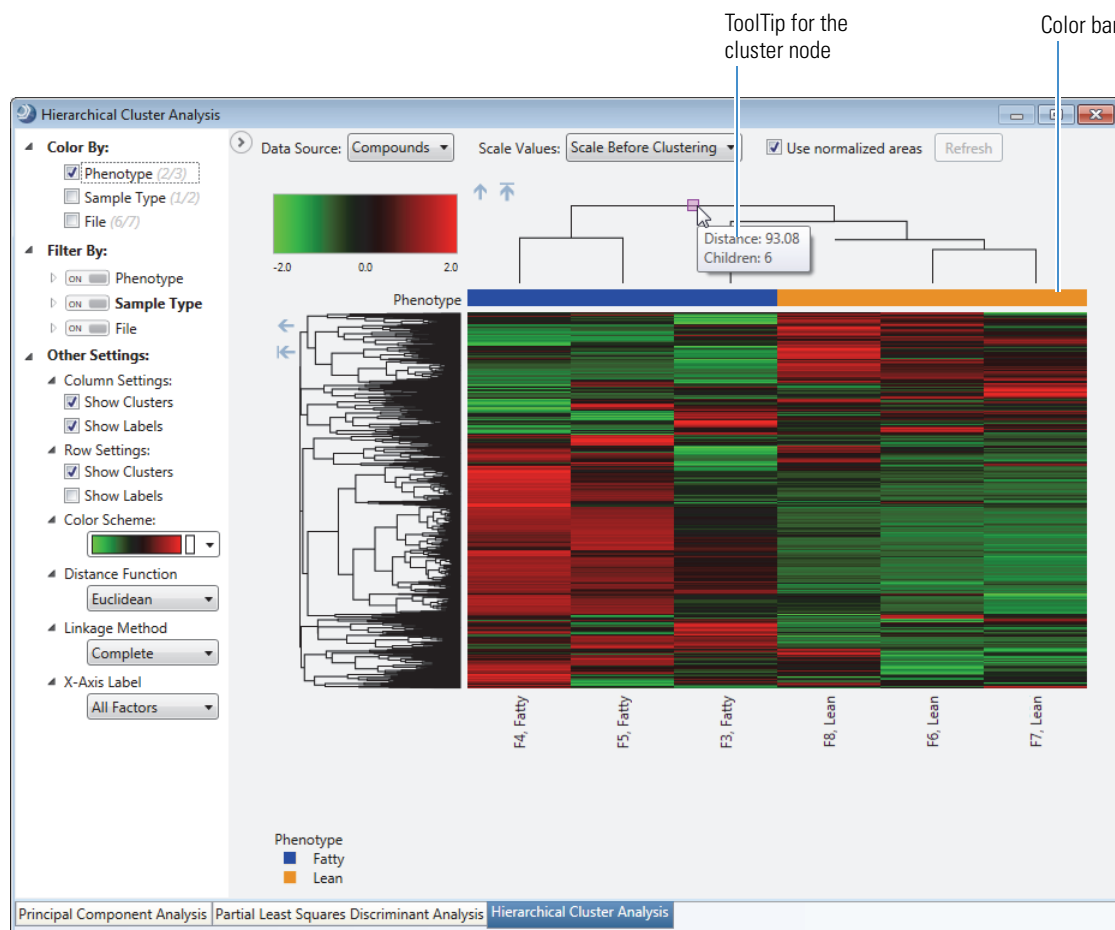 ToolTip for the
cluster node
Color bar
Hierarchical Cluster Analysis
Color By:
Phenotype (2/3)
Sample Type (1/2)
File (6/7)
Filter By:
ON Phenotype
ON Sample Type
ON File
Other Settings:
Column Settings:
Show Clusters
Show Labels
Row Settings:
Show Clusters
Show Labels
Color Scheme:
Distance Function
Euclidean
Linkage Method
Complete
X-Axis Label
All Factors
Data Source: Compounds Scale Values: Scale Before Clustering Use normalized areas Refresh
-2.0 0.0 2.0
Distance: 93.08
Children: 6
Phenotype
F4, Fatty
F5, Fatty
F3, Fatty
F8, Lean
F6, Lean
F7, Lean
Phenotype
Fatty
Lean
Principal Component Analysis Partial Least Squares Discriminant Analysis Hierarchical Cluster Analysis